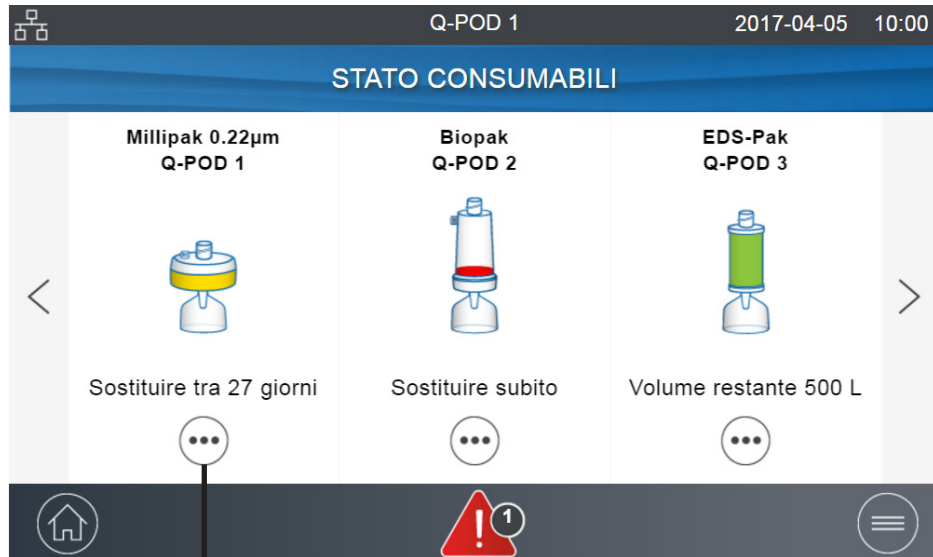 Q-POD 1 2017-04-05 10:00
STATO CONSUMABILI
Millipak 0.22µm
Q-POD 1
Biopak
Q-POD 2
EDS-Pak
Q-POD 3
Sostituire tra 27 giorni
Sostituire subito
Volume restante 500 L
1